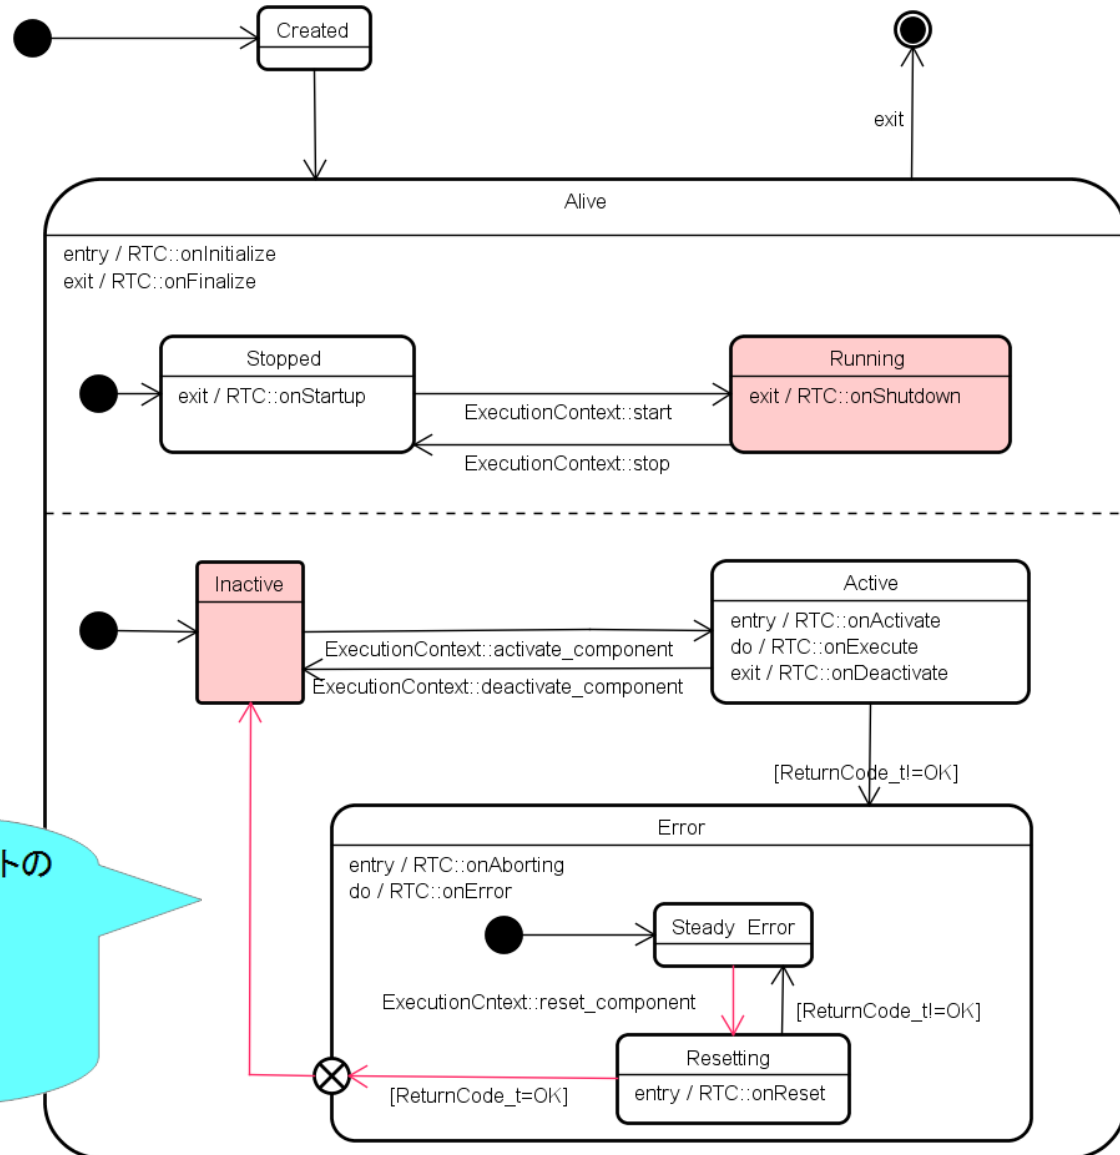 Created
exit
Alive
entry / RTC::onInitialize
exit / RTC::onFinalize
Stopped
exit / RTC::onStartup
Running
exit / RTC::onShutdown
ExecutionContext::start
ExecutionContext::stop
Inactive
Active
entry / RTC::onActivate
do / RTC::onExecute
exit / RTC::onDeactivate
ExecutionContext::activate_component
ExecutionContext::deactivate_component
[ReturnCode_t!=OK]
Error
entry / RTC::onAborting
do / RTC::onError
トの
Steady Error
ExecutionCntext::reset_component
[ReturnCode_t!=OK]
Resetting
entry / RTC::onReset
[ReturnCode_t=OK]